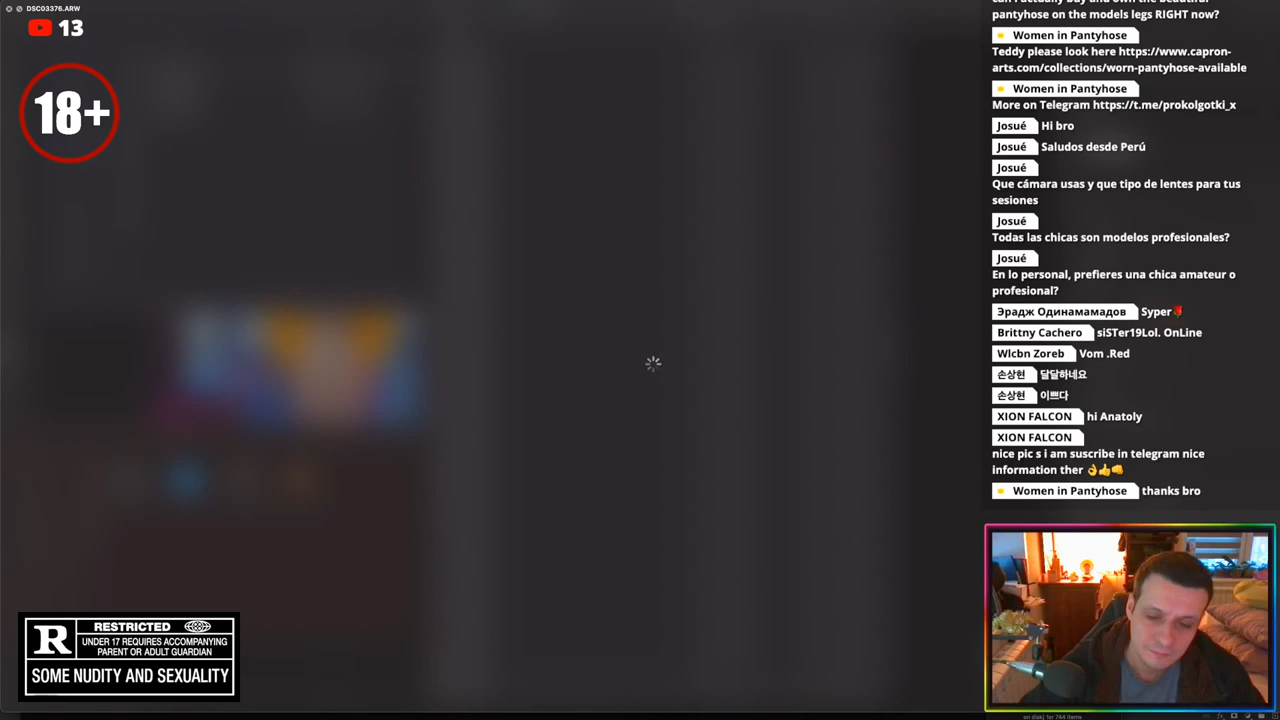 DSC03376.ARW
13
18+
can i actually buy and own the beautiful
pantyhose on the models legs RIGHT now?
Women in Pantyhose
Teddy please look here https://www.capron-
arts.com/collections/worn-pantyhose-available
Women in Pantyhose
More on Telegram https://t.me/prokolgotki_x
Josué Hi bro
Josué Saludos desde Perú
Josué
Que cámara usas y que tipo de lentes para tus
sesiones
Josué
Todas las chicas son modelos profesionales?
Josué
En lo personal, prefieres una chica amateur o
profesional?
Эрадж Одинамамадов Syper🌹
Brittny Cachero siSTer19Lol. OnLine
Wlcbn Zoreb Vom .Red
손상현 달달하네요
손상현 이쁘다
XION FALCON hi Anatoly
XION FALCON
nice pic s i am suscribe in telegram nice
information ther 👌👍👊
Women in Pantyhose thanks bro
R
RESTRICTED
UNDER 17 REQUIRES ACCOMPANYING
PARENT OR ADULT GUARDIAN
SOME NUDITY AND SEXUALITY
on disk) for 744 items